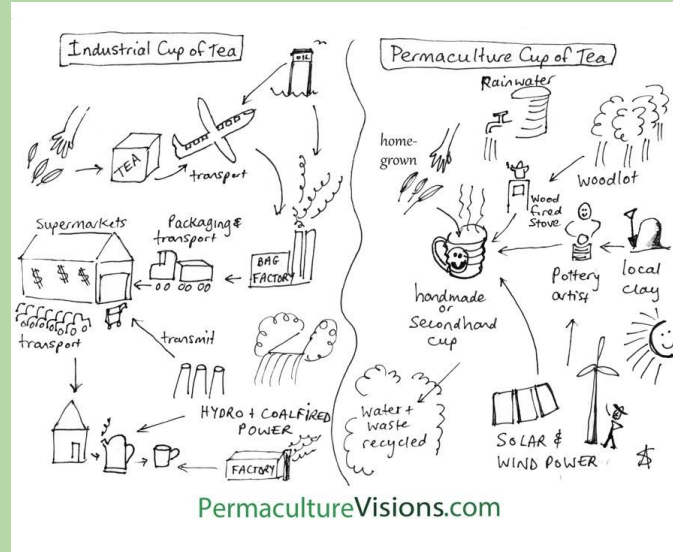 Industrial Cup of Tea
OIL
TEA
transport
Supermarkets
Packaging &
transport
BAG
FACTORY
$ $ $
transport
transmit
HYDRO + COALFIRED
POWER
FACTORY
Permaculture Cup of Tea
Rainwater
home-
grown
woodlot
Wood
fired
Stove
Pottery
artist
local
clay
handmade
or
Secondhand
cup
water +
waste
recycled
SOLAR &
WIND POWER
$
PermacultureVisions.com